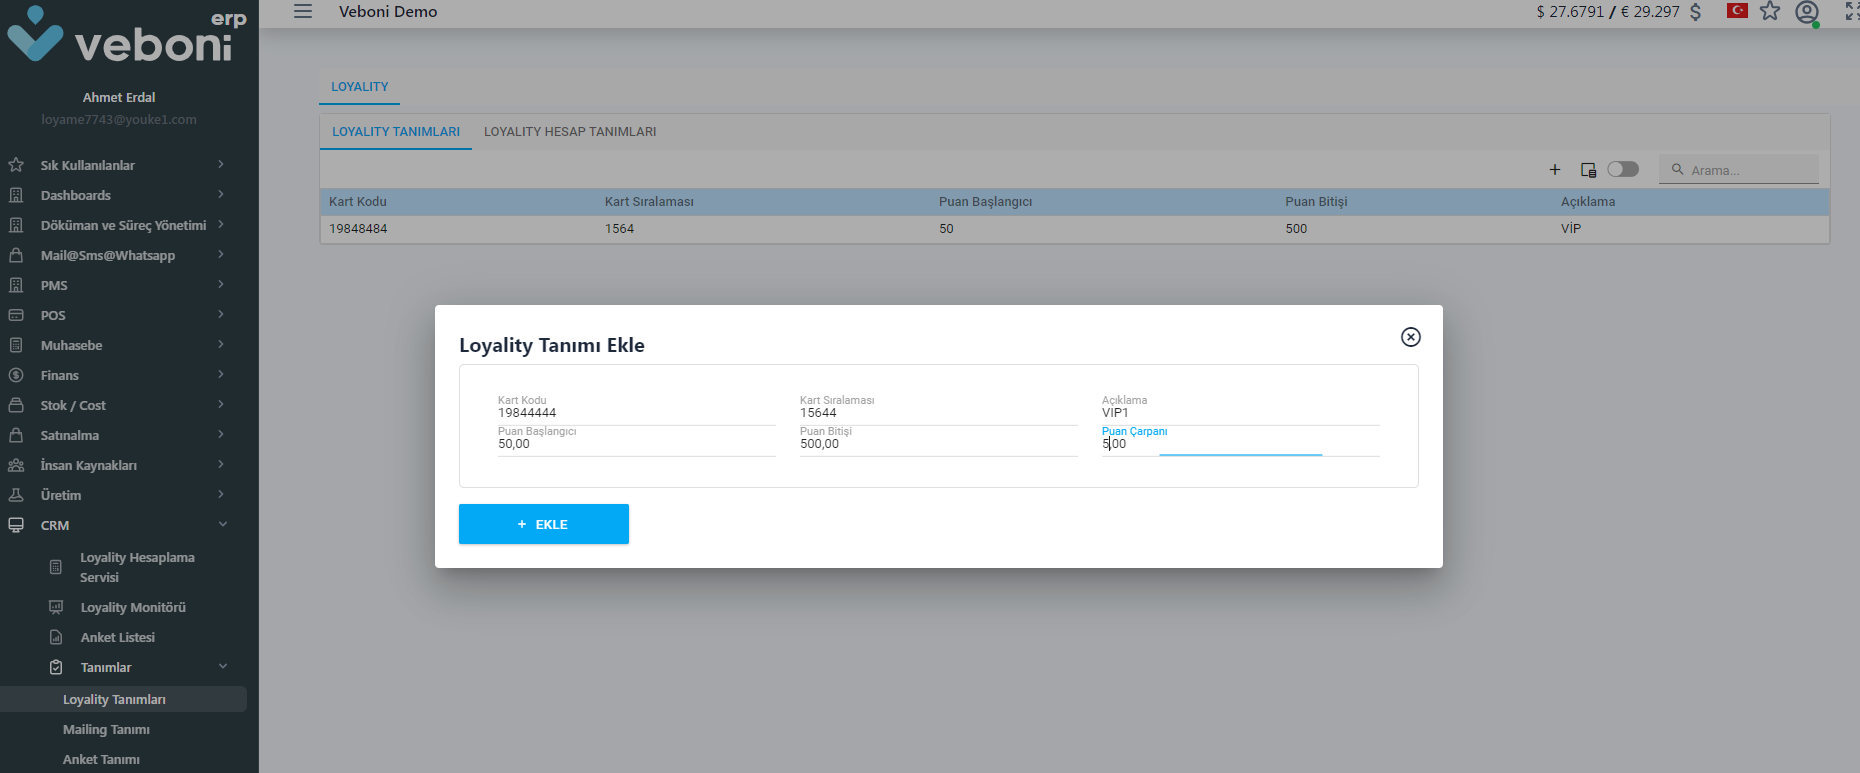 erp
veboni
Ahmet Erdal
loyame7743@youke1.com
Sık Kullanılanlar
Dashboards
Döküman ve Süreç Yönetimi
Mail@Sms@Whatsapp
PMS
POS
Muhasebe
Finans
Stok / Cost
Satınalma
İnsan Kaynakları
Üretim
CRM
Loyality Hesaplama
Servisi
Loyality Monitörü
Anket Listesi
Tanımlar
Loyality Tanımları
Mailing Tanımı
Anket Tanımı
Veboni Demo
$ 27.6791 / € 29.297 $
LOYALITY
LOYALITY TANIMLARI LOYALITY HESAP TANIMLARI
+ Arama...
Kart Kodu Kart Sıralaması Puan Başlangıcı Puan Bitişi Açıklama
19848484 1564 50 500 VİP
Loyality Tanımı Ekle
Kart Kodu Kart Sıralaması Açıklama
19844444 15644 VIP1
Puan Başlangıcı Puan Bitişi Puan Çarpanı
50,00 500,00 5,00
+ EKLE